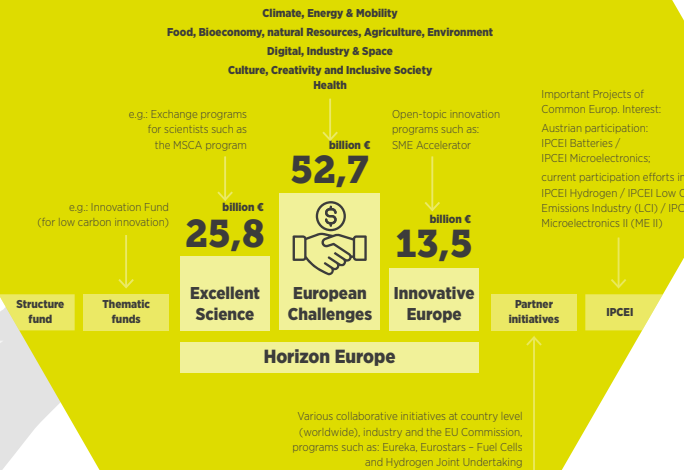 Climate, Energy & Mobility
Food, Bioeconomy, natural Resources, Agriculture, Environment
Digital, Industry & Space
Culture, Creativity and Inclusive Society
Health
e.g.: Exchange programs
for scientists such as
the MSCA program
Open-topic innovation
programs such as:
SME Accelerator
Important Projects of
Common Europ. Interest:
Austrian participation:
IPCEI Batteries /
IPCEI Microelectronics;
current participation efforts in
IPCEI Hydrogen / IPCEI Low
Emissions Industry (LCI) /
Microelectronics II (ME II)
e.g.: Innovation Fund
(for low carbon innovation)
billion €
25,8
billion €
52,7
billion €
13,5
Structure
fund
Thematic
funds
Excellent
Science
European
Challenges
Innovative
Europe
Partner
initiatives
IPCEI
Horizon Europe
Various collaborative initiatives at country level
(worldwide), industry and the EU Commission,
programs such as: Eureka, Eurostars – Fuel Cells
and Hydrogen Joint Undertaking